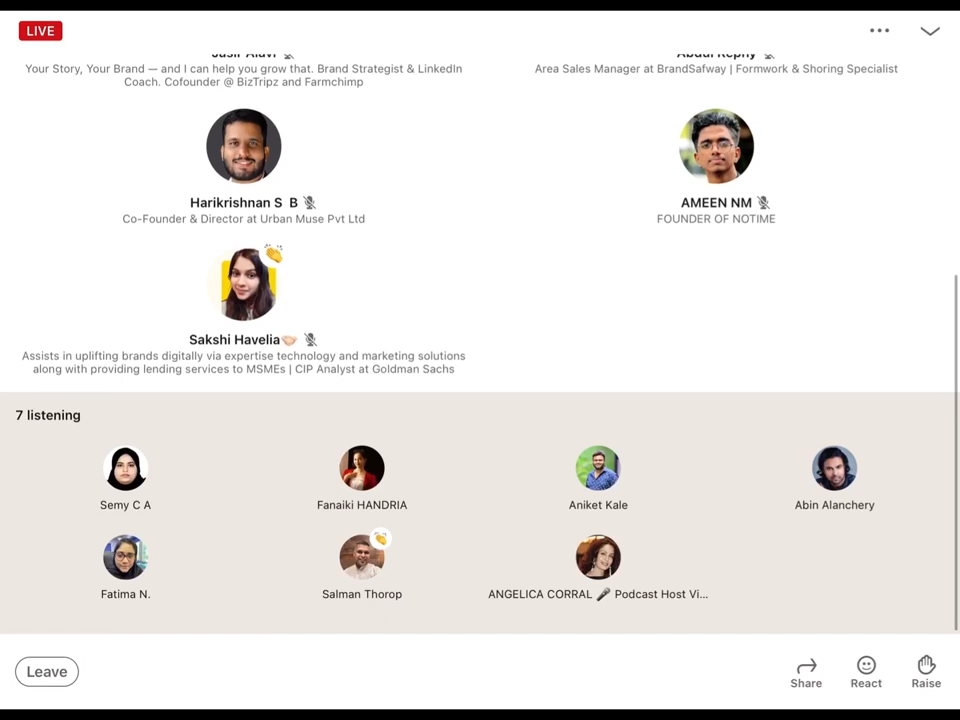 LIVE
Jasir Alavi
Abdul Rephy
Your Story, Your Brand — and I can help you grow that. Brand Strategist & LinkedIn
Coach. Cofounder @ BizTripz and Farmchimp
Area Sales Manager at BrandSafway | Formwork & Shoring Specialist
Harikrishnan S B
Co-Founder & Director at Urban Muse Pvt Ltd
AMEEN NM
FOUNDER OF NOTIME
Sakshi Havelia
Assists in uplifting brands digitally via expertise technology and marketing solutions
along with providing lending services to MSMEs | CIP Analyst at Goldman Sachs
7 listening
Semy C A
Fanaiki HANDRIA
Aniket Kale
Abin Alanchery
Fatima N.
Salman Thorop
ANGELICA CORRAL 🎤 Podcast Host Vi...
Leave
Share
React
Raise